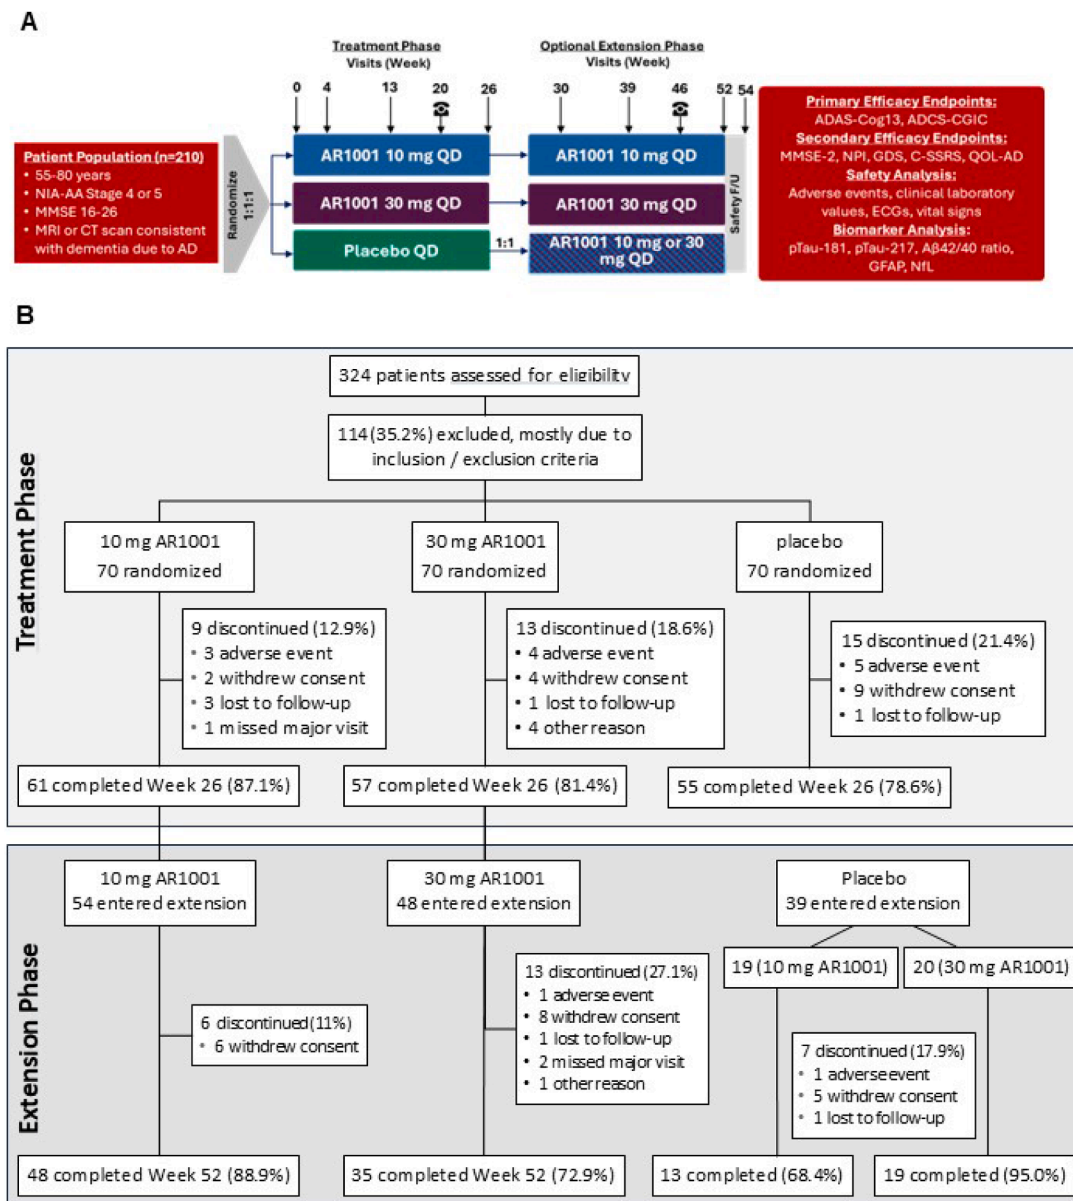 A
Treatment Phase
Visits (Week)
Optional Extension Phase
Visits (Week)
0 4 13 20 26 30 39 46 52 54
Patient Population (n=210)
• 55-80 years
• NIA-AA Stage 4 or 5
• MMSE 16-26
• MRI or CT scan consistent
with dementia due to AD
Randomize
1:1:1
AR1001 10 mg QD
AR1001 10 mg QD
AR1001 30 mg QD
AR1001 30 mg QD
Placebo QD
1:1
AR1001 10 mg or 30
mg QD
Safety F/U
Primary Efficacy Endpoints:
ADAS-Cog13, ADCS-CGIC
Secondary Efficacy Endpoints:
MMSE-2, NPI, GDS, C-SSRS, QOL-AD
Safety Analysis:
Adverse events, clinical laboratory
values, ECGs, vital signs
Biomarker Analysis:
pTau-181, pTau-217, Aβ42/40 ratio,
GFAP, NfL
B
Treatment Phase
324 patients assessed for eligibility
114 (35.2%) excluded, mostly due to
inclusion / exclusion criteria
10 mg AR1001
70 randomized
30 mg AR1001
70 randomized
placebo
70 randomized
9 discontinued (12.9%)
• 3 adverse event
• 2 withdrew consent
• 3 lost to follow-up
• 1 missed major visit
13 discontinued (18.6%)
• 4 adverse event
• 4 withdrew consent
• 1 lost to follow-up
• 4 other reason
15 discontinued (21.4%)
• 5 adverse event
• 9 withdrew consent
• 1 lost to follow-up
61 completed Week 26 (87.1%)
57 completed Week 26 (81.4%)
55 completed Week 26 (78.6%)
Extension Phase
10 mg AR1001
54 entered extension
30 mg AR1001
48 entered extension
Placebo
39 entered extension
19 (10 mg AR1001)
20 (30 mg AR1001)
6 discontinued (11%)
• 6 withdrew consent
13 discontinued (27.1%)
• 1 adverse event
• 8 withdrew consent
• 1 lost to follow-up
• 2 missed major visit
• 1 other reason
7 discontinued (17.9%)
• 1 adverse event
• 5 withdrew consent
• 1 lost to follow-up
48 completed Week 52 (88.9%)
35 completed Week 52 (72.9%)
13 completed (68.4%)
19 completed (95.0%)